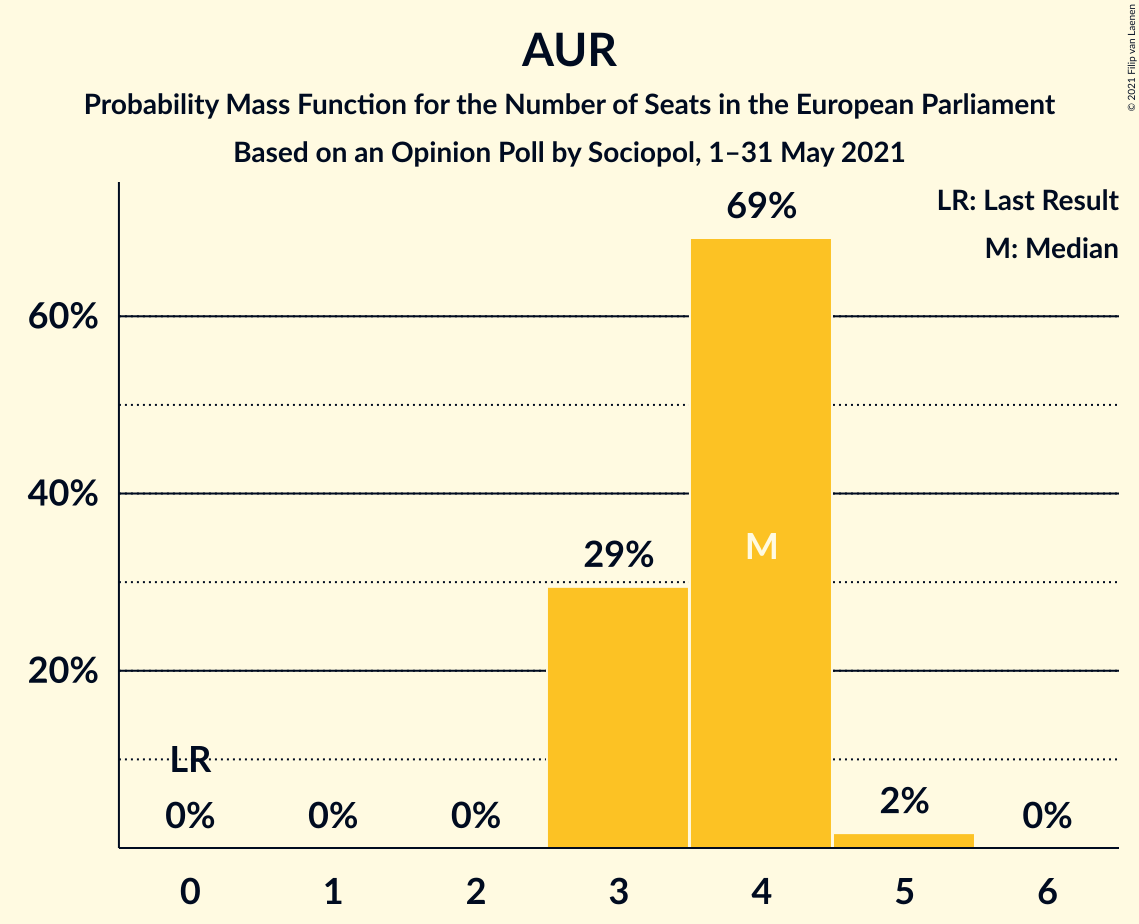 AUR
Probability Mass Function for the Number of Seats in the European Parliament
Based on an Opinion Poll by Sociopol, 1–31 May 2021
© 2021 Filip van Laenen
LR: Last Result
M: Median
69%
60%
40%
M
29%
20%
LR
0%
0%
0%
2%
0%
0
1
2
3
4
5
6